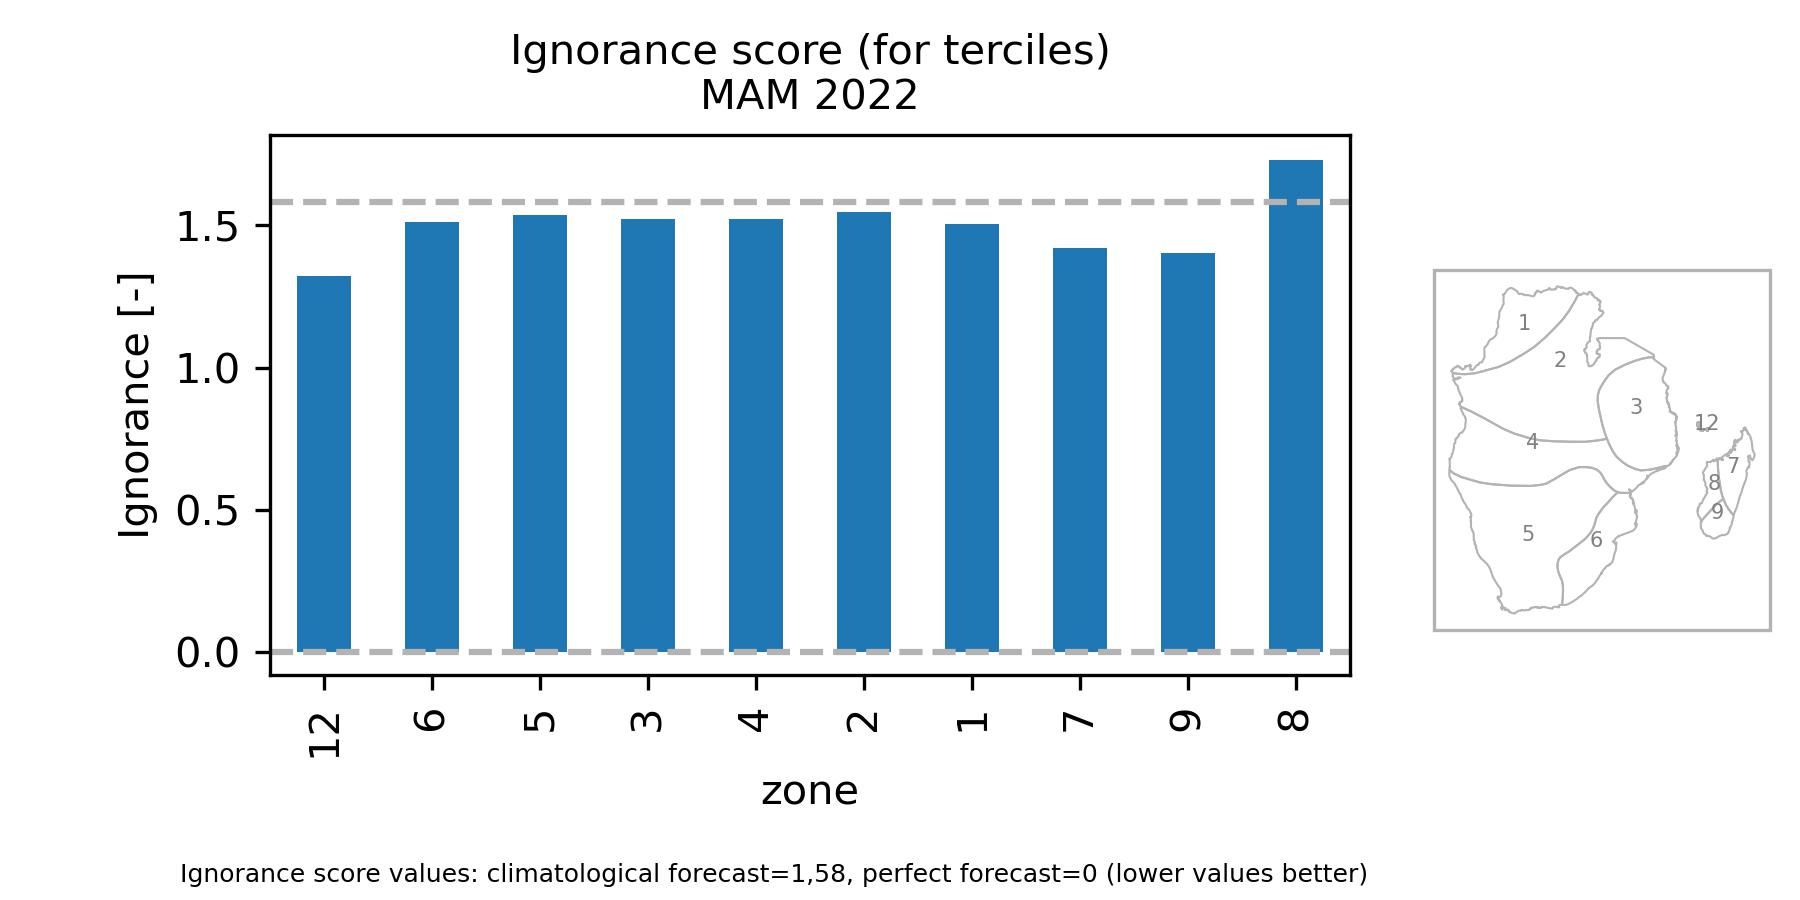 Ignorance score (for terciles)
MAM 2022
Ignorance [-]
1.5
1.0
0.5
0.0
12 6 5 3 4 2 1 7 9 8
zone
1
2
3
12
4
7
8
9
5
6
Ignorance score values: climatological forecast=1,58, perfect forecast=0 (lower values better)